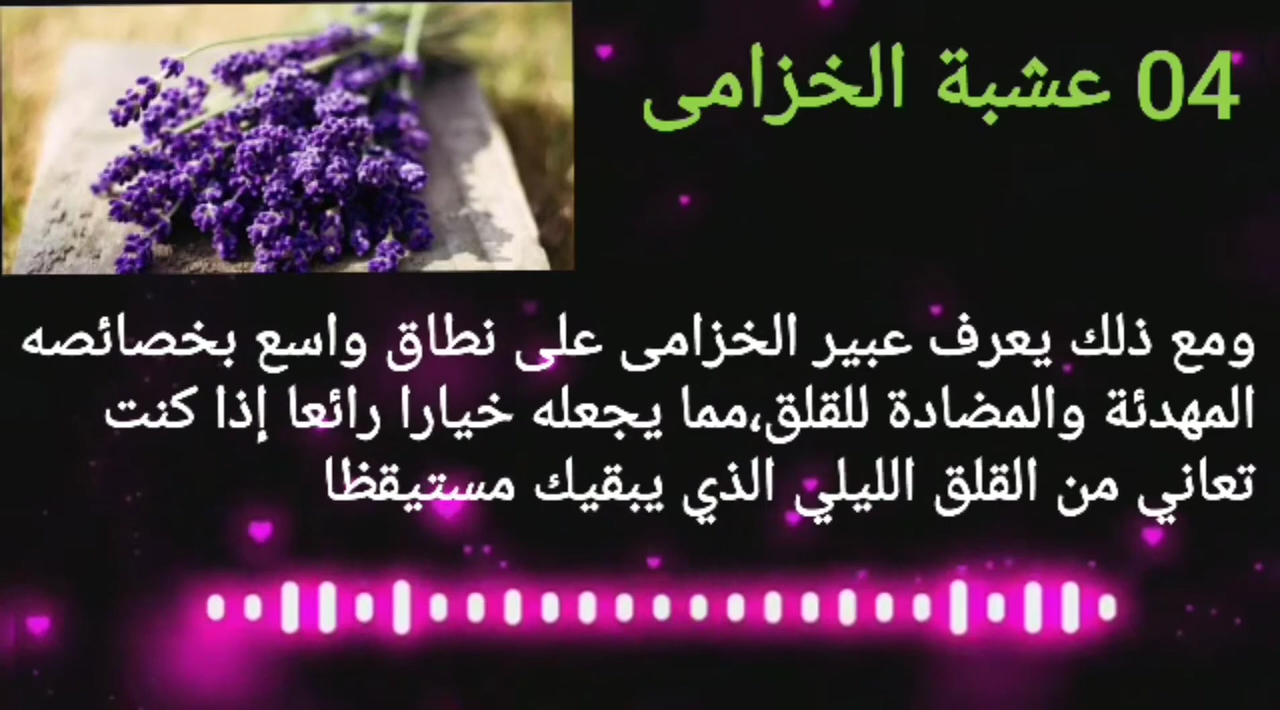 04 عشبة الخزامى
ومع ذلك يعرف عبير الخزامى على نطاق واسع بخصائصه
المهدئة والمضادة للقلق،مما يجعله خيارا رائعا إذا كنت
تعاني من القلق الليلي الذي يبقيك مستيقظا